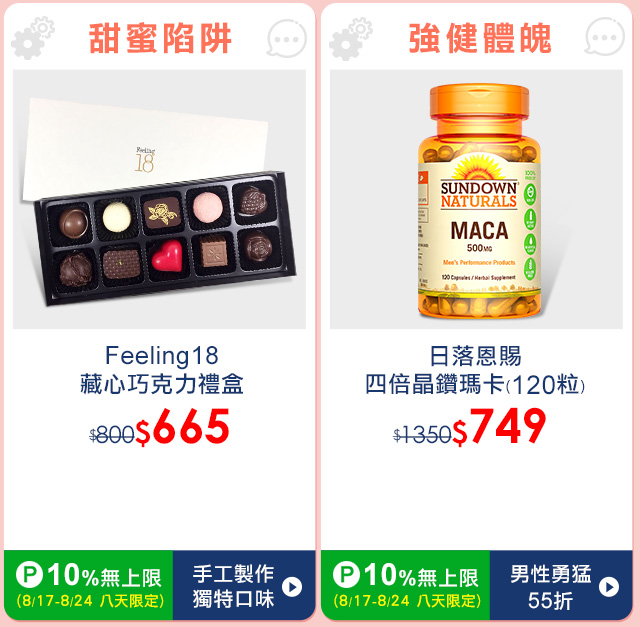 甜蜜陷阱
Feeling
18
Feeling18
藏心巧克力禮盒
$800$665
P10%無上限
(8/17-8/24 八天限定)
手工製作
獨特口味
強健體魄
SUNDOWN
NATURALS
MACA
500MG
Men's Performance Products
120 Capsules / Herbal Supplement
日落恩賜
四倍晶鑽瑪卡(120粒)
$1350$749
P10%無上限
(8/17-8/24 八天限定)
男性勇猛
55折